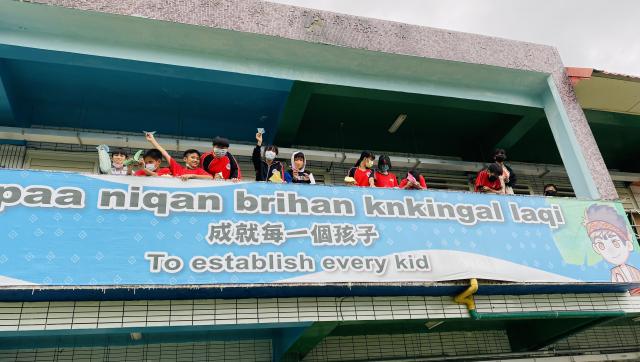 paa niqan brihan knkingal laqi
成就每一個孩子
To establish every kid